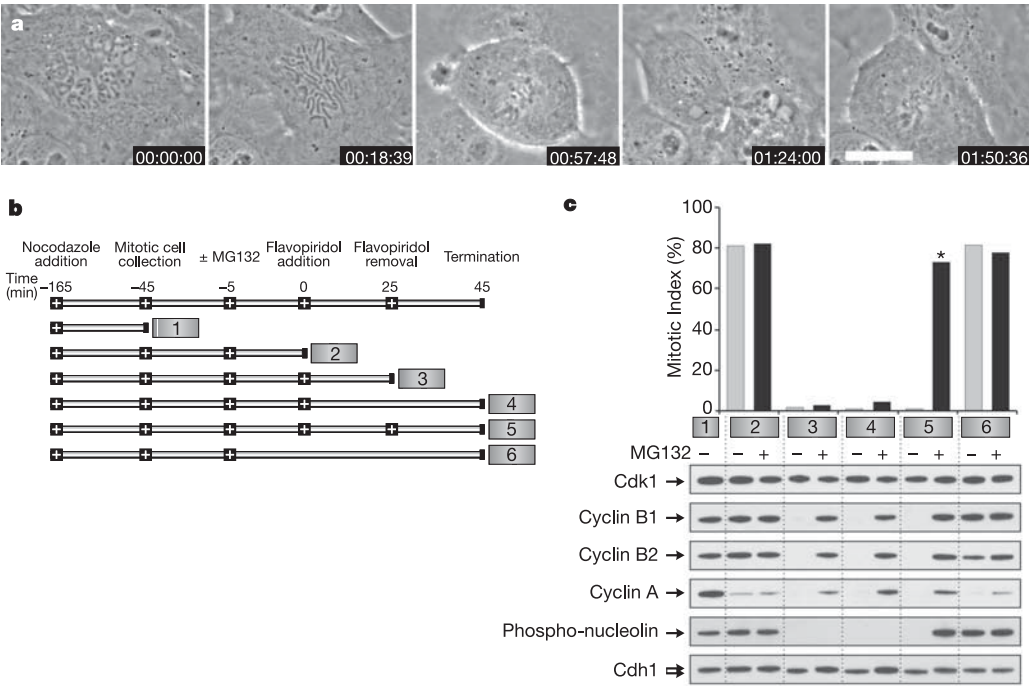 a
00:00:00
00:18:39
00:57:48
01:24:00
01:50:36
b
Nocodazole addition
Mitotic cell collection
± MG132
Flavopiridol addition
Flavopiridol removal
Termination
Time (min)
–165
–45
–5
0
25
45
1
2
3
4
5
6
c
Mitotic Index (%)
100
80
60
40
20
0
*
1 2 3 4 5 6
MG132 – – + – + – + – + – +
Cdk1
Cyclin B1
Cyclin B2
Cyclin A
Phospho-nucleolin
Cdh1